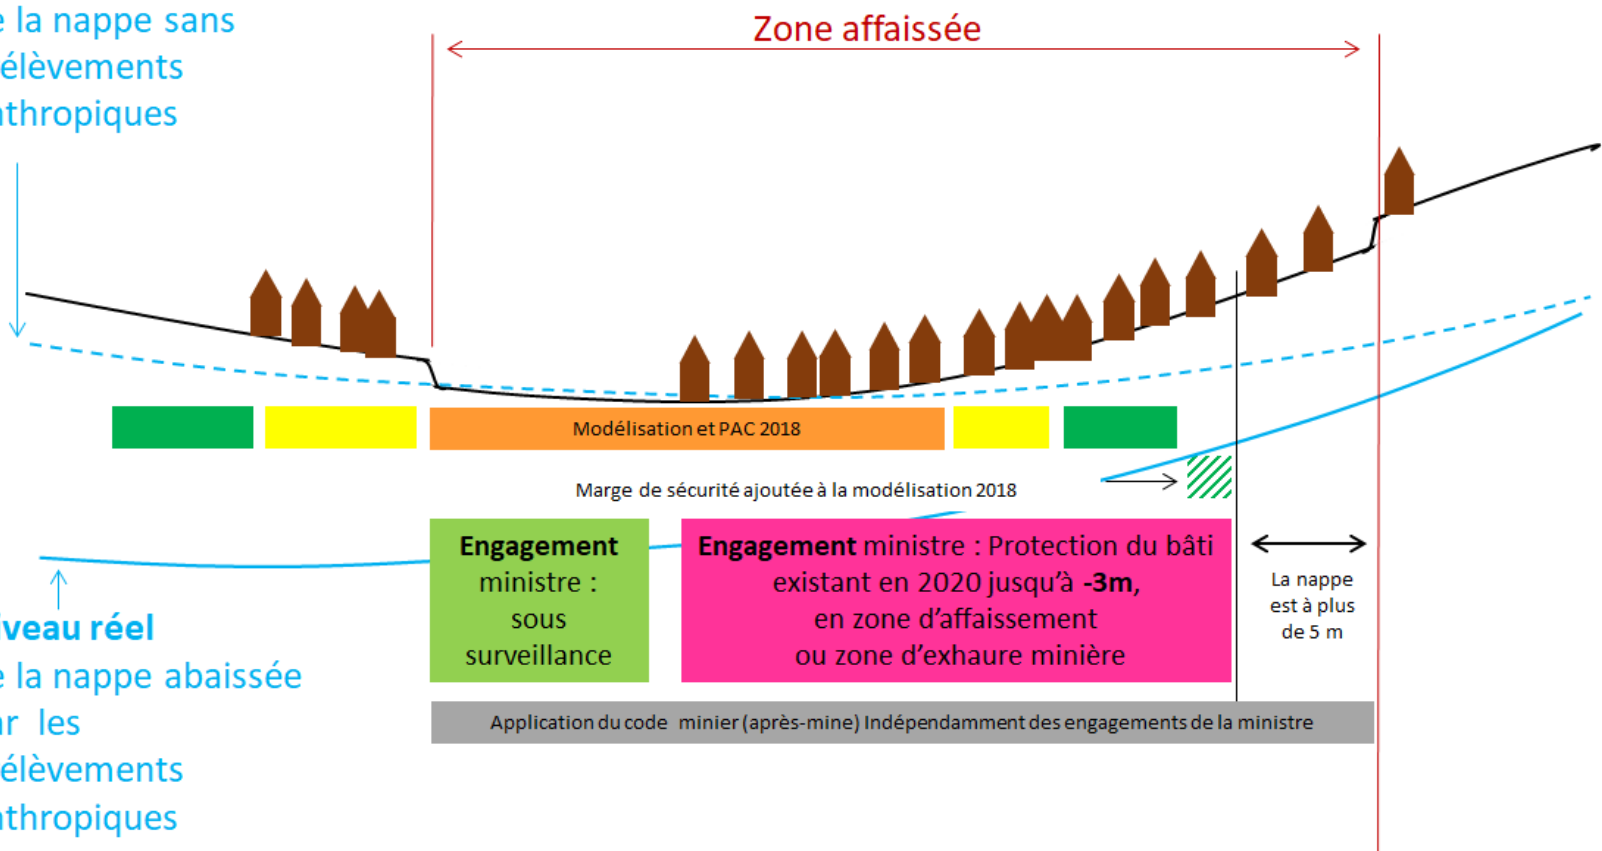 e la nappe sans
élèvements
nthropiques
Zone affaissée
Modélisation et PAC 2018
Marge de sécurité ajoutée à la modélisation 2018
Engagement
ministre :
sous
surveillance
Engagement ministre : Protection du bâti
existant en 2020 jusqu’à -3m,
en zone d’affaissement
ou zone d’exhaure minière
La nappe
est à plus
de 5 m
iveau réel
e la nappe abaissée
ar les
élèvements
nthropiques
Application du code minier (après-mine) Indépendamment des engagements de la ministre